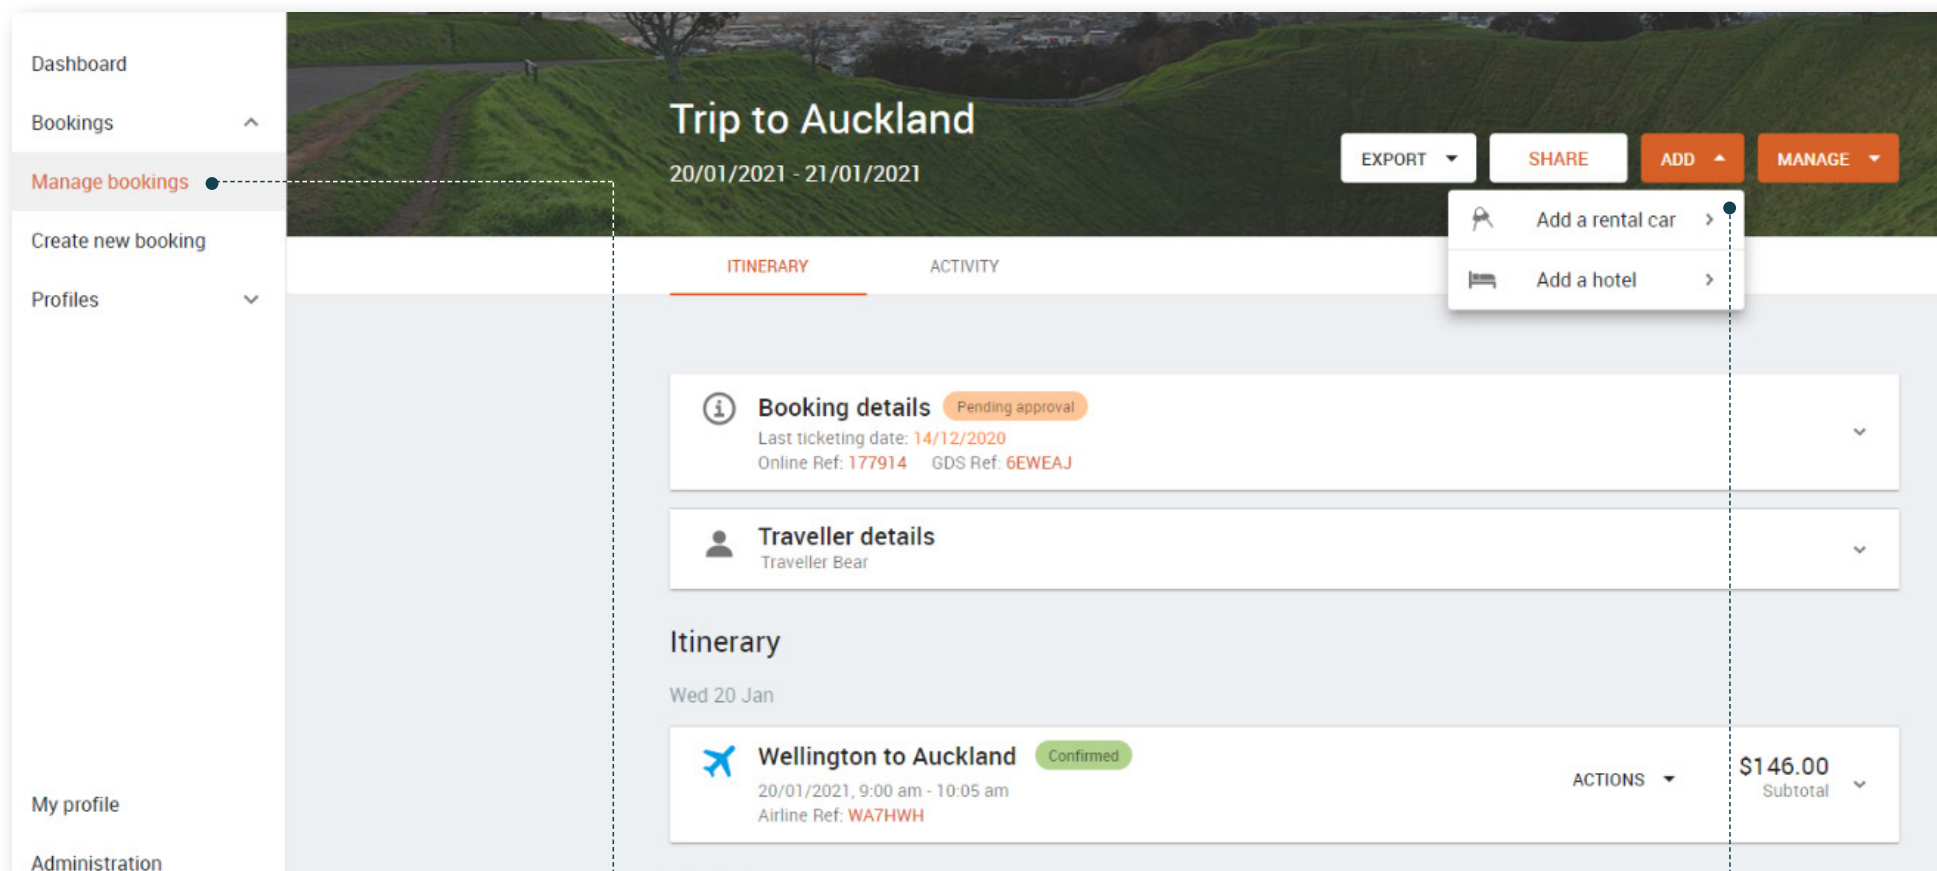 Dashboard
Bookings
Manage bookings
Create new booking
Profiles
My profile
Administration
Trip to Auckland
20/01/2021 - 21/01/2021
EXPORT
SHARE
ADD
MANAGE
Add a rental car
Add a hotel
ITINERARY
ACTIVITY
Booking details Pending approval
Last ticketing date: 14/12/2020
Online Ref: 177914 GDS Ref: 6EWEAJ
Traveller details
Traveller Bear
Itinerary
Wed 20 Jan
Wellington to Auckland Confirmed
20/01/2021, 9:00 am - 10:05 am
Airline Ref: WA7HWH
ACTIONS
$146.00
Subtotal